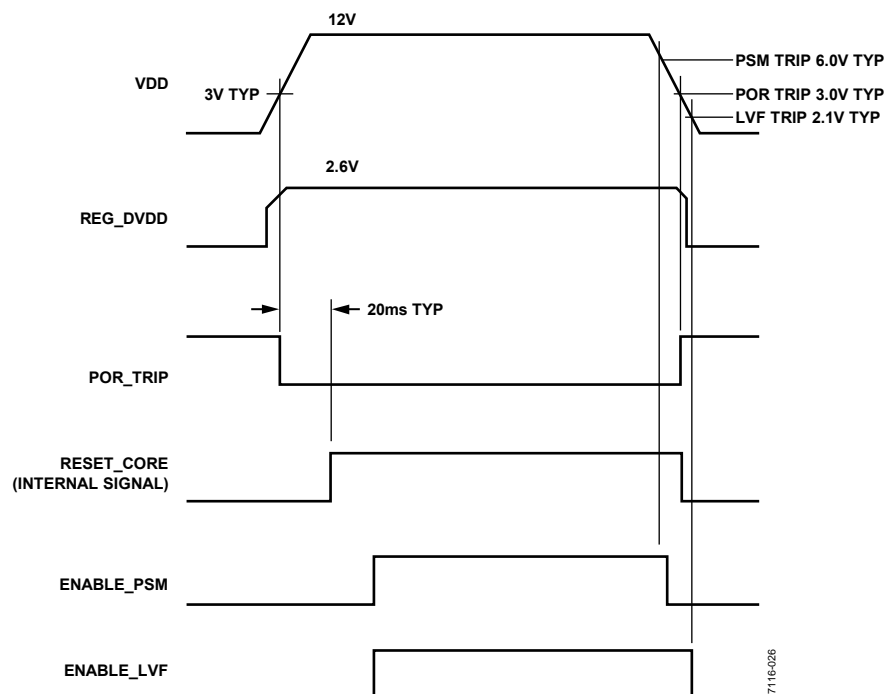 12V
VDD
3V TYP
PSM TRIP 6.0V TYP
POR TRIP 3.0V TYP
LVF TRIP 2.1V TYP
2.6V
REG_DVDD
20ms TYP
POR_TRIP
RESET_CORE
(INTERNAL SIGNAL)
ENABLE_PSM
ENABLE_LVF
7116-026